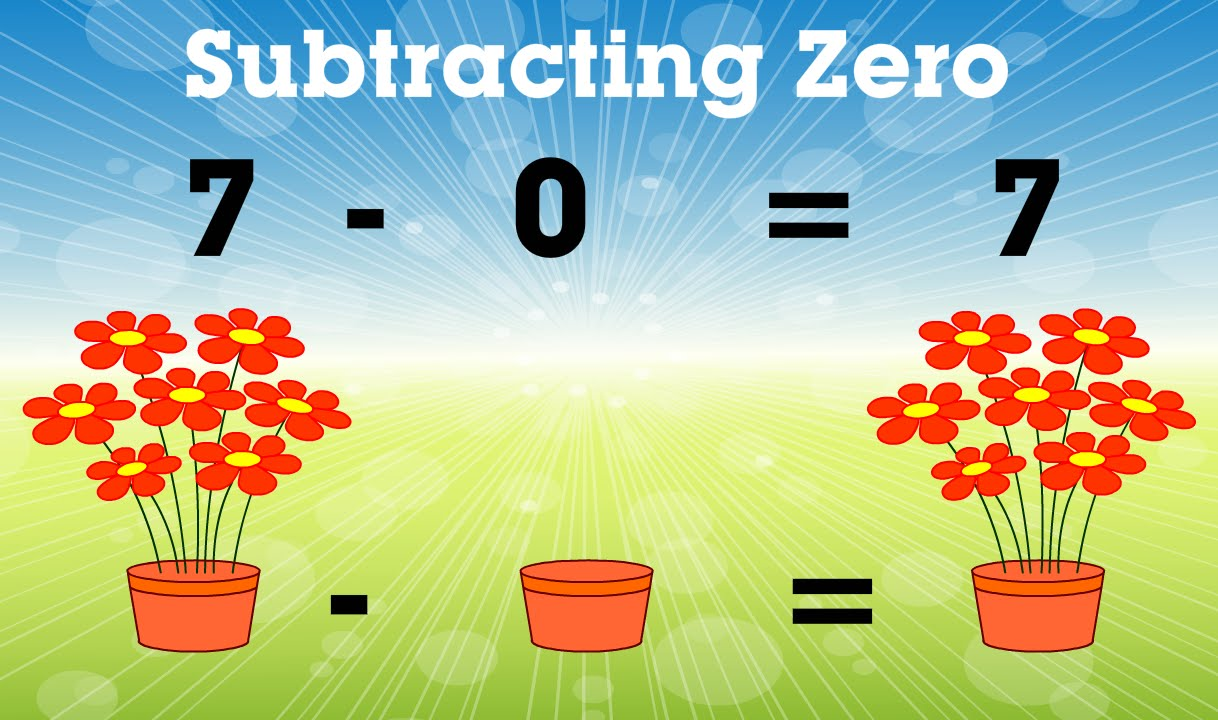 Subtracting Zero
7 - 0 = 7
- =